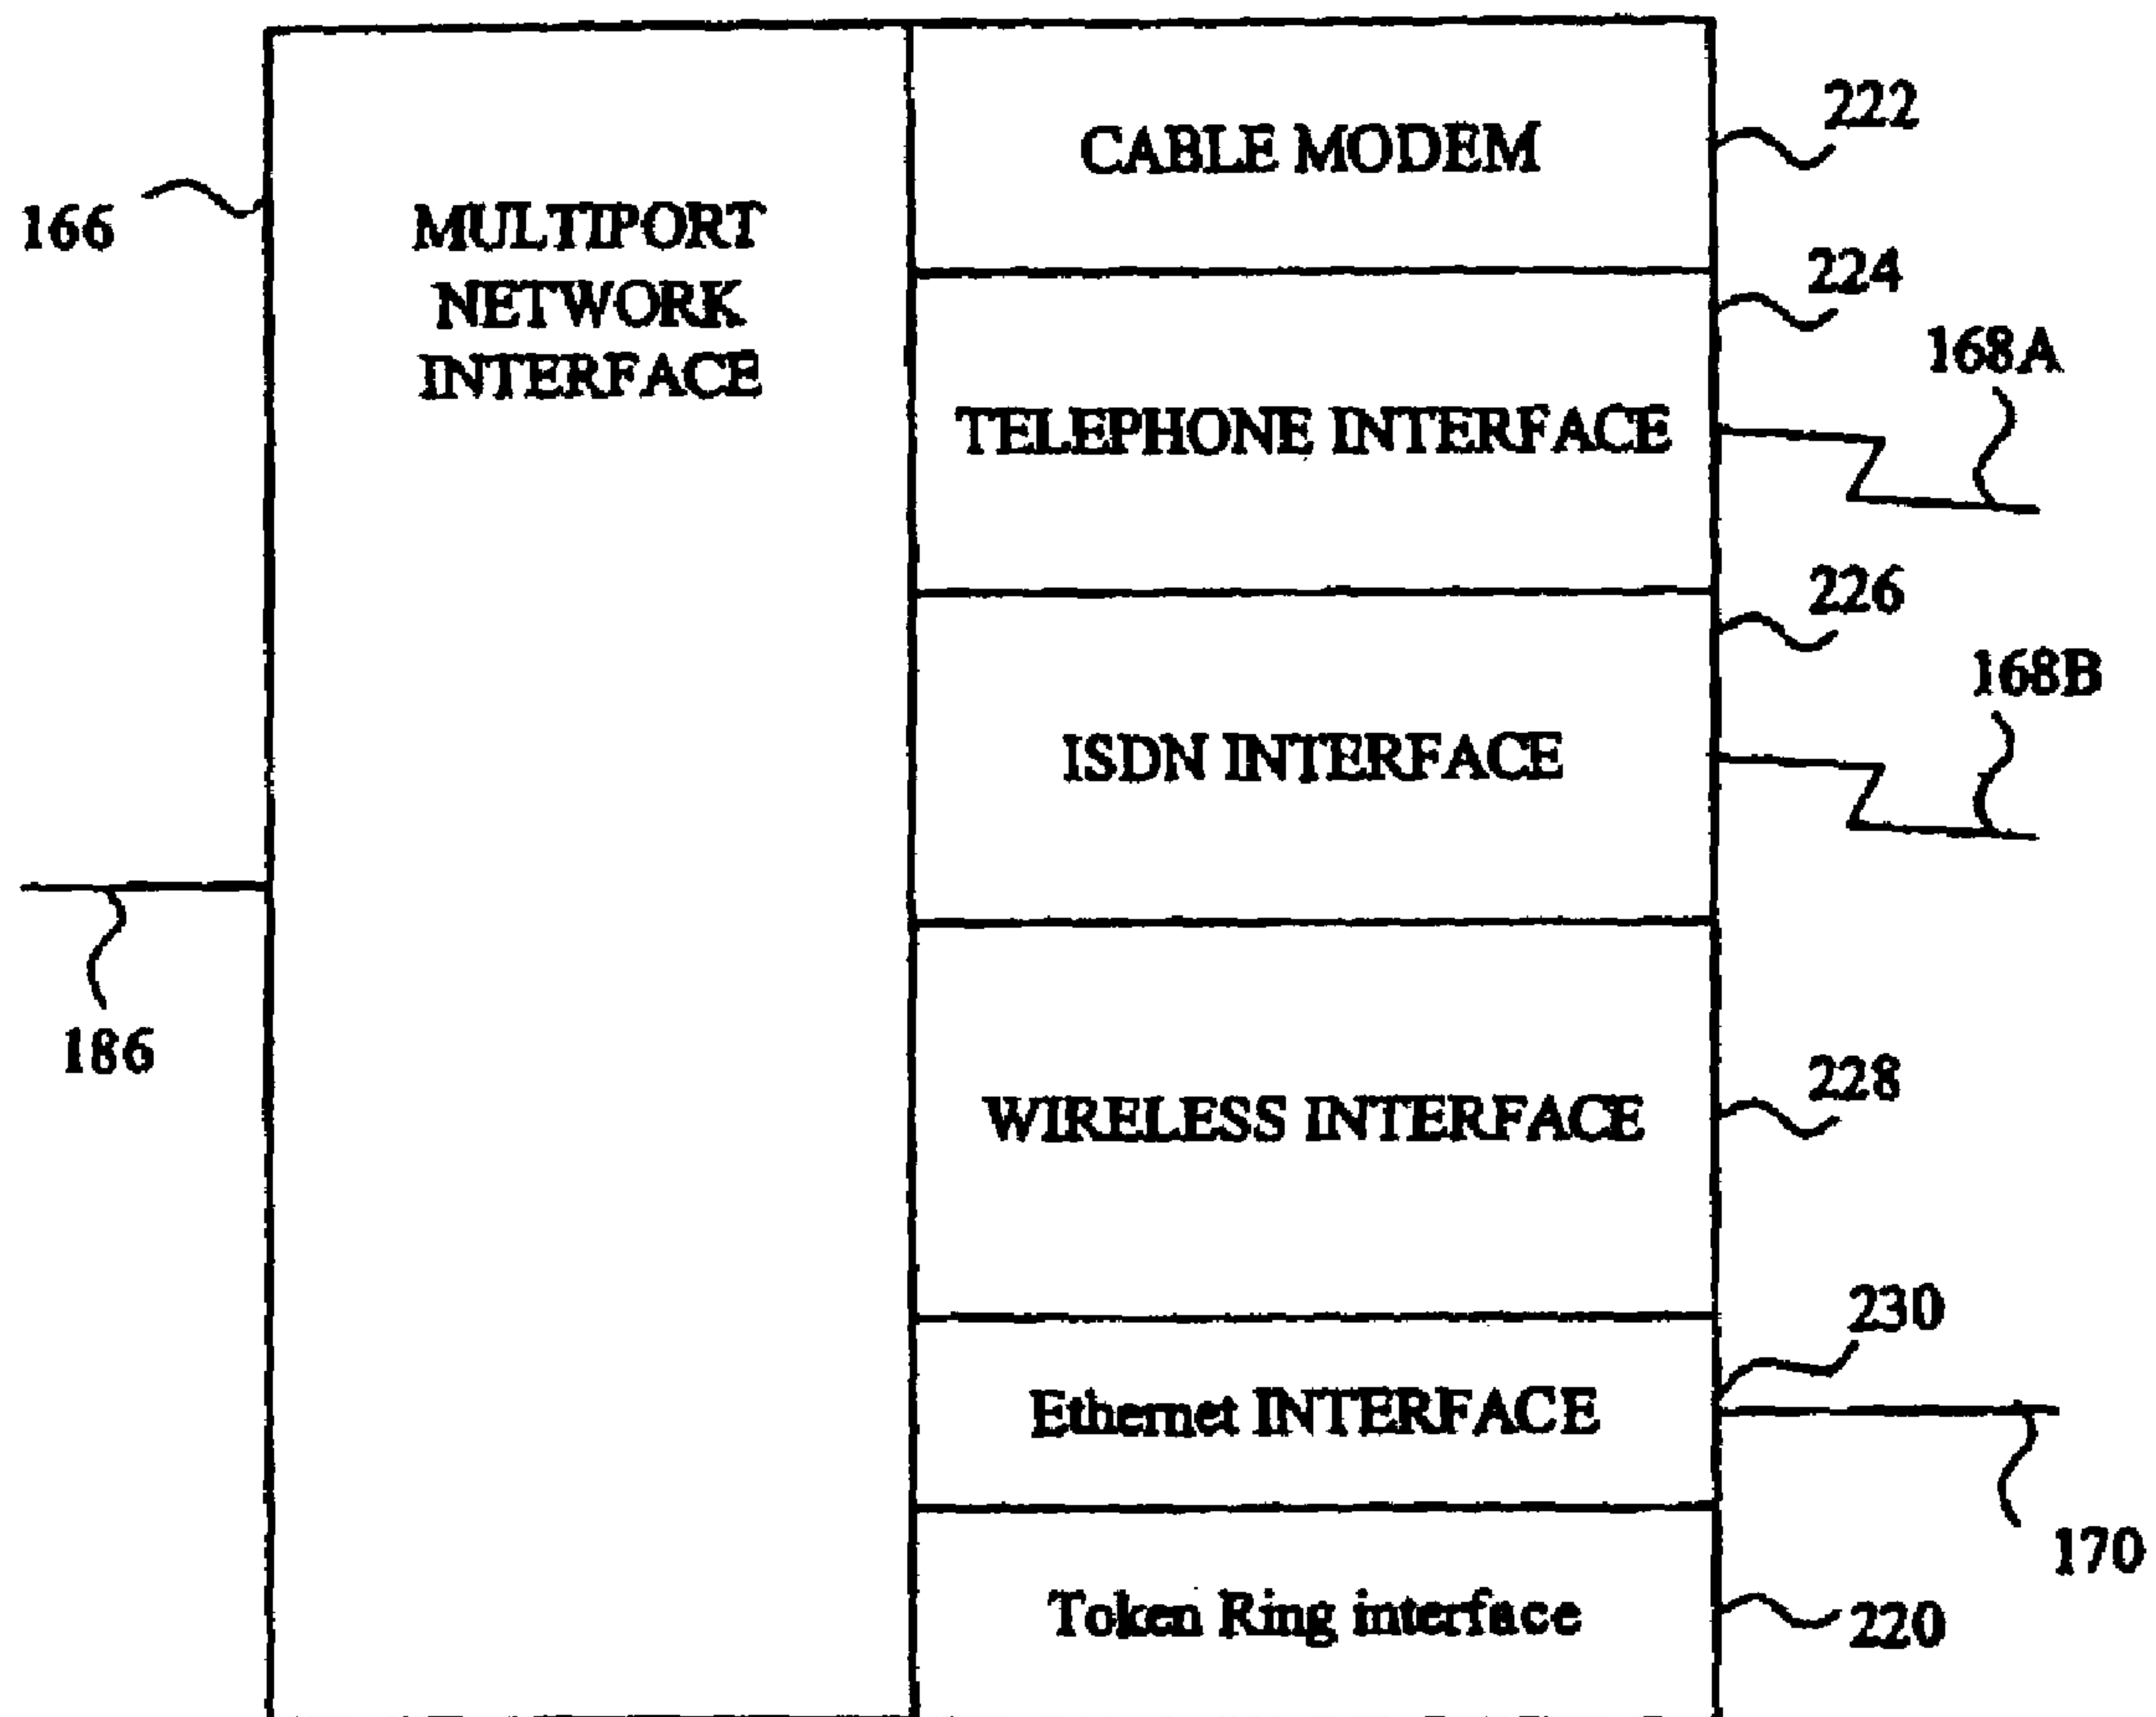 222
CABLE MODEM
166
MULTIPORT
NETWORK
INTERFACE
224
168A
TELEPHONE INTERFACE
226
168B
ISDN INTERFACE
186
228
WIRELESS INTERFACE
230
Ethernet INTERFACE
170
Token Ring interface
220